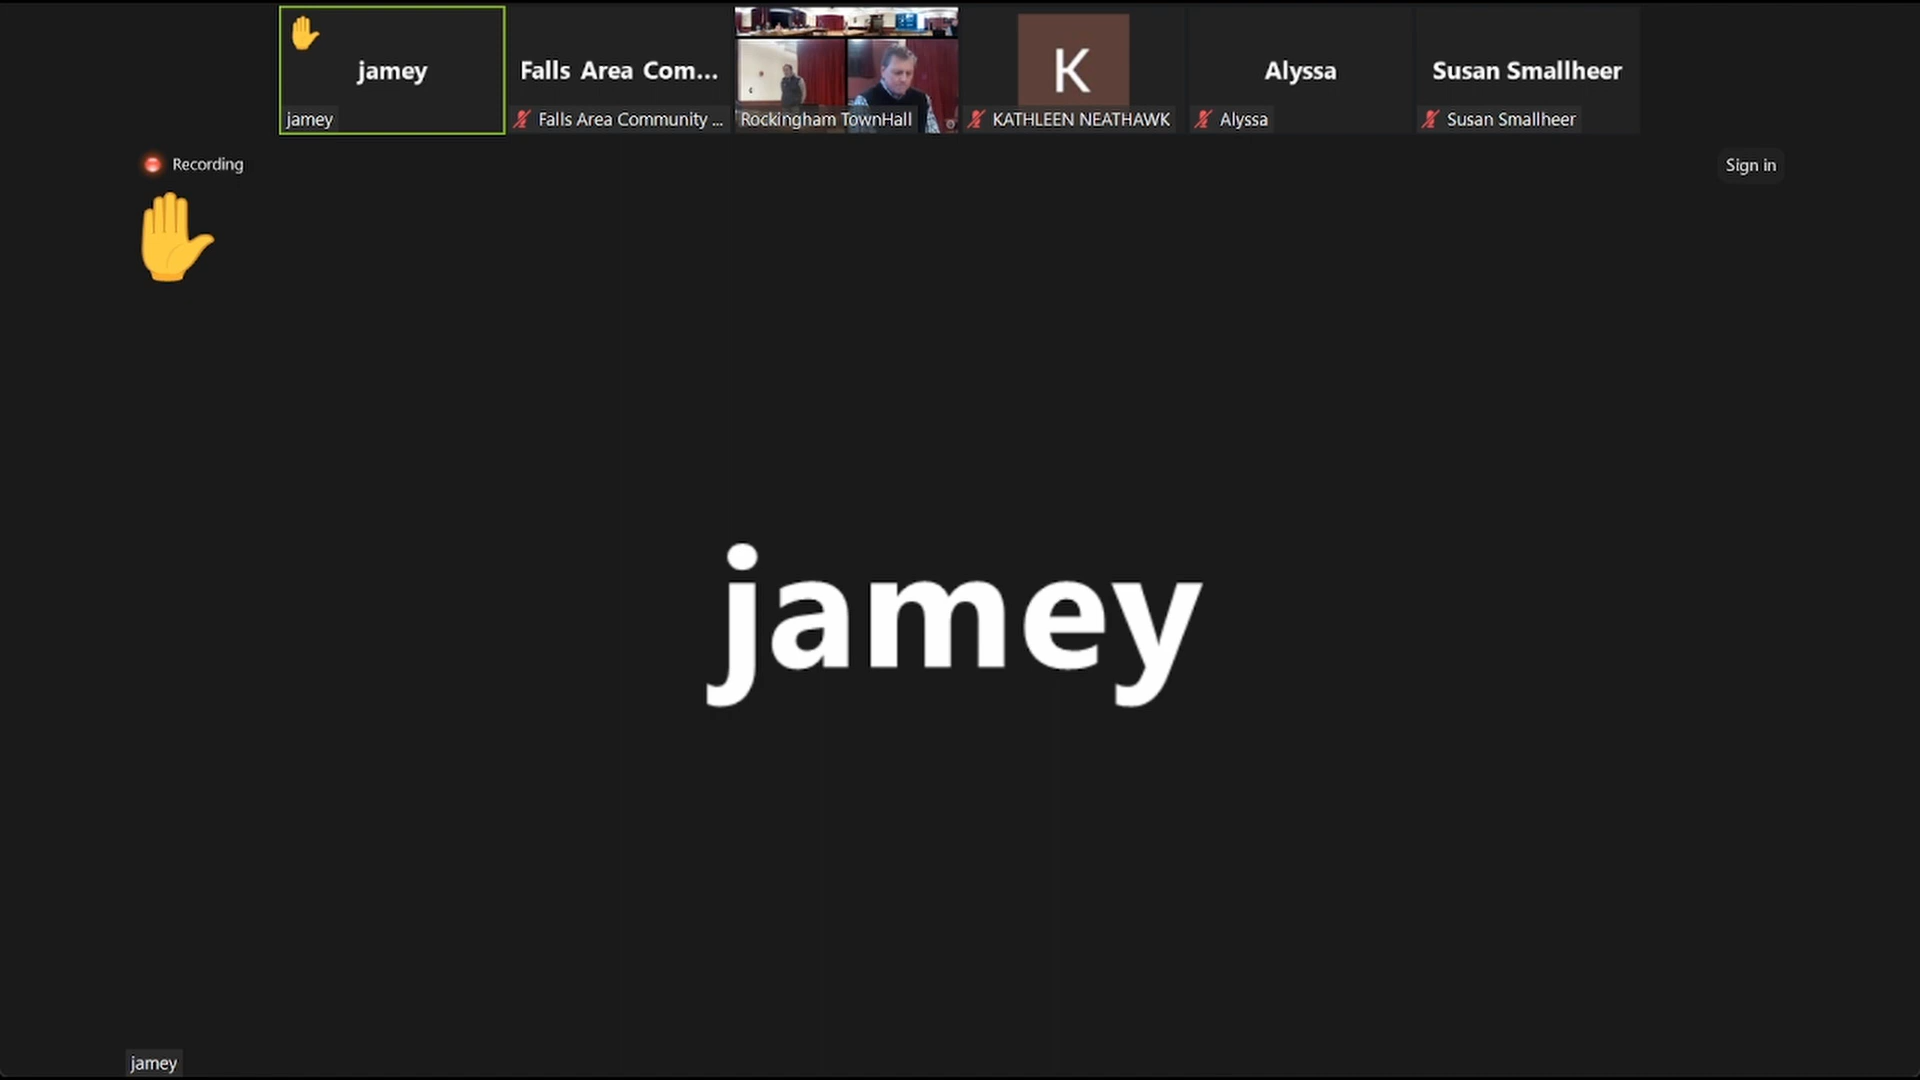 jamey
jamey
Falls Area Com...
Falls Area Community ...
Rockingham TownHall
K
KATHLEEN NEATHAWK
Alyssa
Alyssa
Susan Smallheer
Susan Smallheer
Recording
Sign in
jamey
jamey